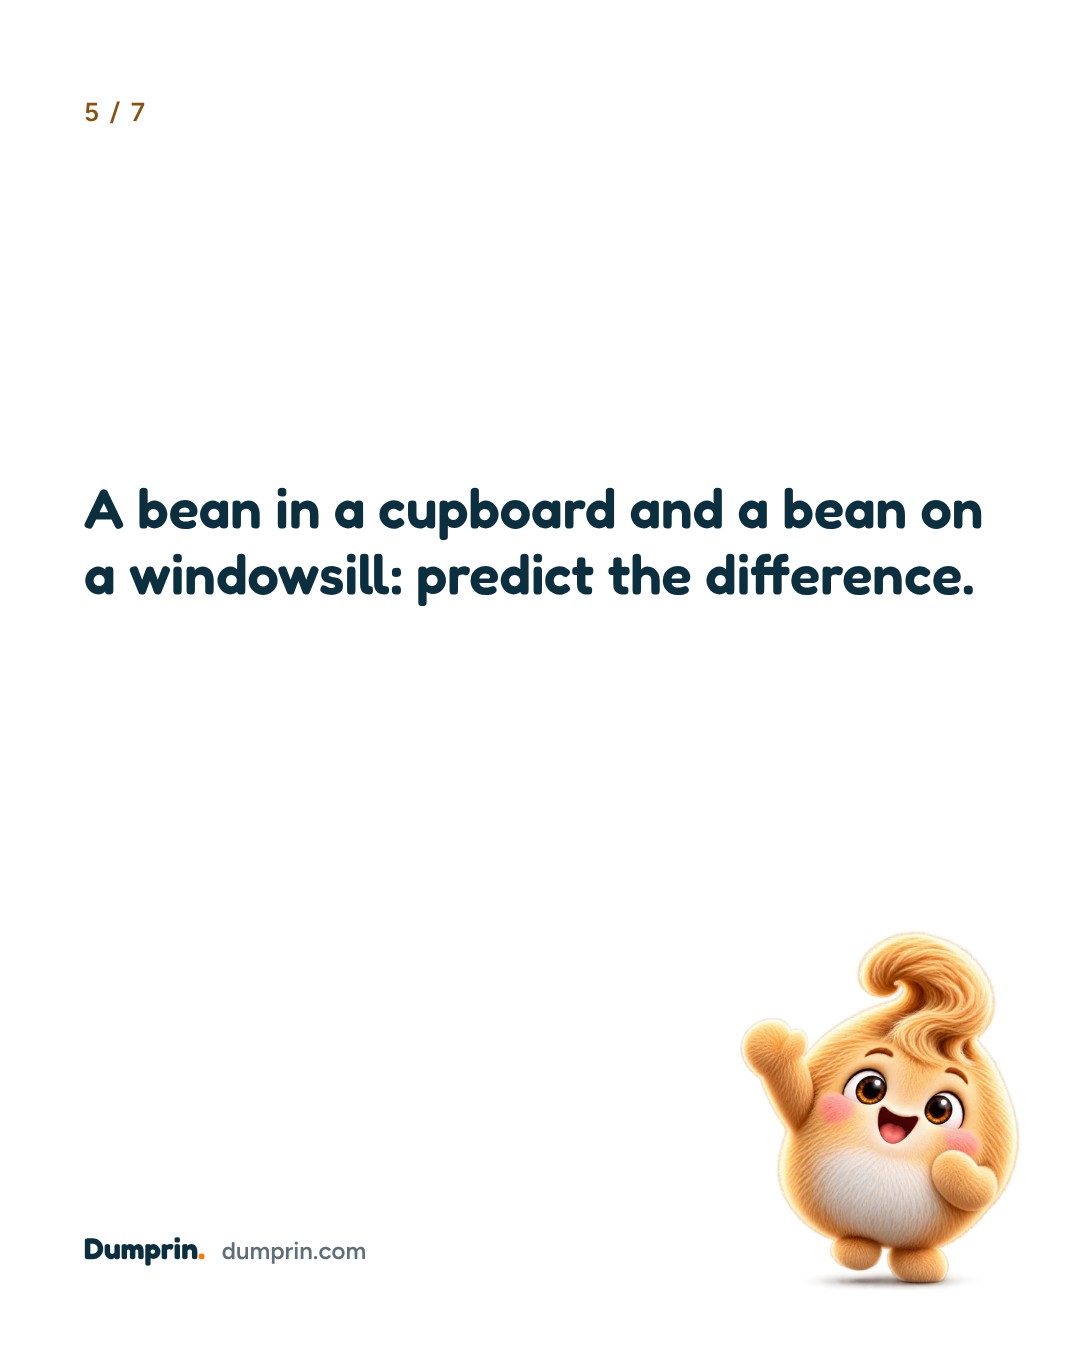 5 / 7
A bean in a cupboard and a bean on
a windowsill: predict the difference.
Dumprin. dumprin.com